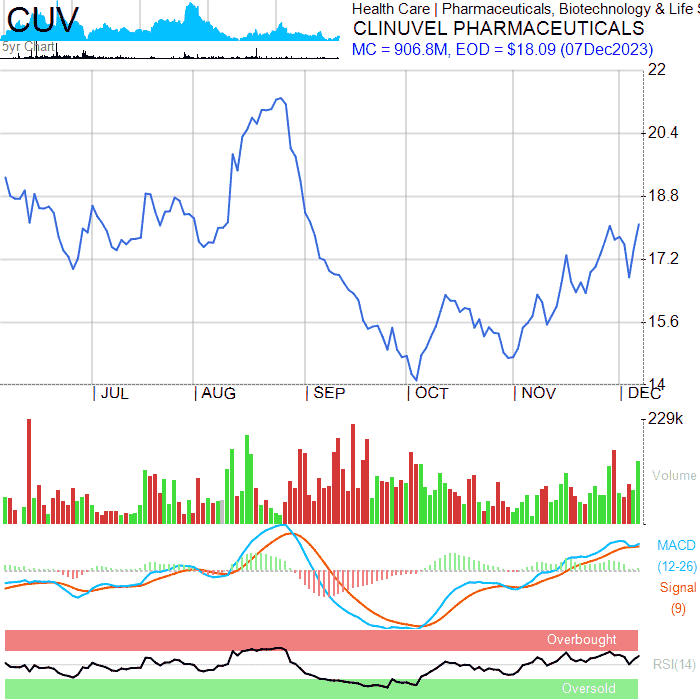 CUV
5yr Chart
Health Care | Pharmaceuticals, Biotechnology & Life
CLINUVEL PHARMACEUTICALS
MC = 906.8M, EOD = $18.09 (07Dec2023)
22
20.4
18.8
17.2
15.6
14
JUL
AUG
SEP
OCT
NOV
DEC
229k
Volume
MACD
(12-26)
Signal
(9)
Overbought
RSI(14)
Oversold